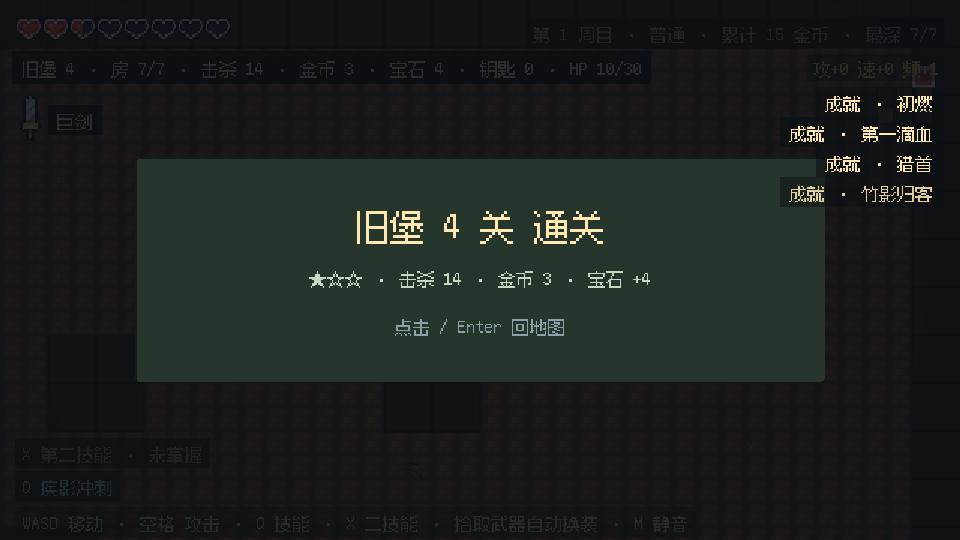 第 1 周目 · 普通 · 累计 15 金币 · 最深 7/7
旧堡 4 · 房 7/7 · 击杀 14 · 金币 3 · 宝石 4 · 钥匙 0 · HP 10/30
攻+0 速+0 频+1
成就 · 初燃
巨剑
成就 · 第一滴血
成就 · 猎首
成就 · 竹影归客
旧堡 4 关 通关
★☆☆ · 击杀 14 · 金币 3 · 宝石 +4
点击 / Enter 回地图
X 第二技能 · 未掌握
Q 疾影冲刺
WASD 移动 · 空格 攻击 · Q 技能 · X 二技能 · 拾取武器自动换装 · M 静音